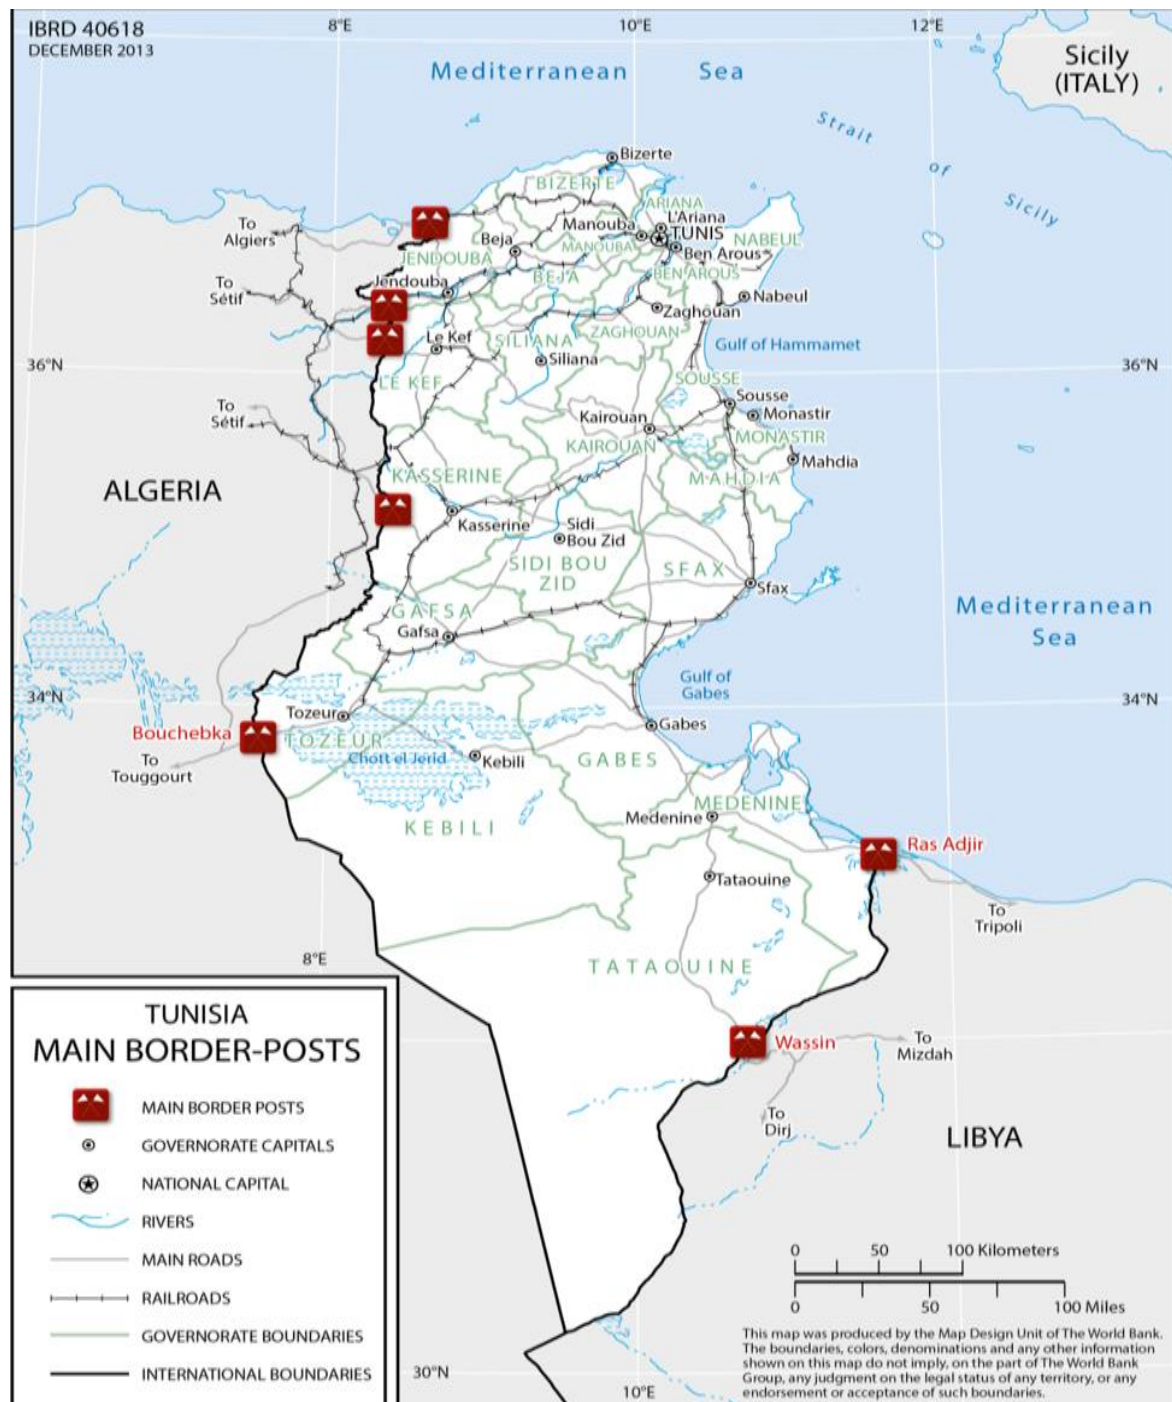 IBRD 40618
DECEMBER 2013
8°E
10°E
12°E
Sicily
(ITALY)
Mediterranean Sea
Strait
of
Sicily
Bizerte
BIZERTE
ARIANA
L'Ariana
Manouba
TUNIS
MANOUBA
Ben Arous
NABEUL
BEN AROUS
To
Algiers
Beja
JENDOUBA
BEJA
To
Sétif
Jendouba
Nabeul
Zaghouan
ZAGHOUAN
Le Kef
SILIANA
Siliana
Gulf of Hammamet
36°N
36°N
LE KEF
SOUSSE
Sousse
To
Sétif
Kairouan
Monastir
KAIROUAN
MONASTIR
Mahdia
ALGERIA
KASSERINE
MAHDIA
Kasserine
Sidi
Bou Zid
SIDI BOU
ZID
SFAX
Sfax
GAFSA
Gafsa
Mediterranean
Sea
34°N
34°N
Gulf of
Gabes
Tozeur
Gabes
Bouchebka
TOZEUR
Chott el Jerid
Kebili
GABES
To
Touggourt
KEBILI
MEDENINE
Medenine
Ras Adjir
Tataouine
To
Tripoli
8°E
TATAOUINE
Wassin
To
Mizdah
To
Dirj
LIBYA
TUNISIA
MAIN BORDER-POSTS
MAIN BORDER POSTS
GOVERNORATE CAPITALS
NATIONAL CAPITAL
RIVERS
MAIN ROADS
RAILROADS
GOVERNORATE BOUNDARIES
INTERNATIONAL BOUNDARIES
30°N
10°E
0 50 100 Kilometers
0 50 100 Miles
This map was produced by the Map Design Unit of The World Bank.
The boundaries, colors, denominations and any other information
shown on this map do not imply, on the part of The World Bank
Group, any judgment on the legal status of any territory, or any
endorsement or acceptance of such boundaries.